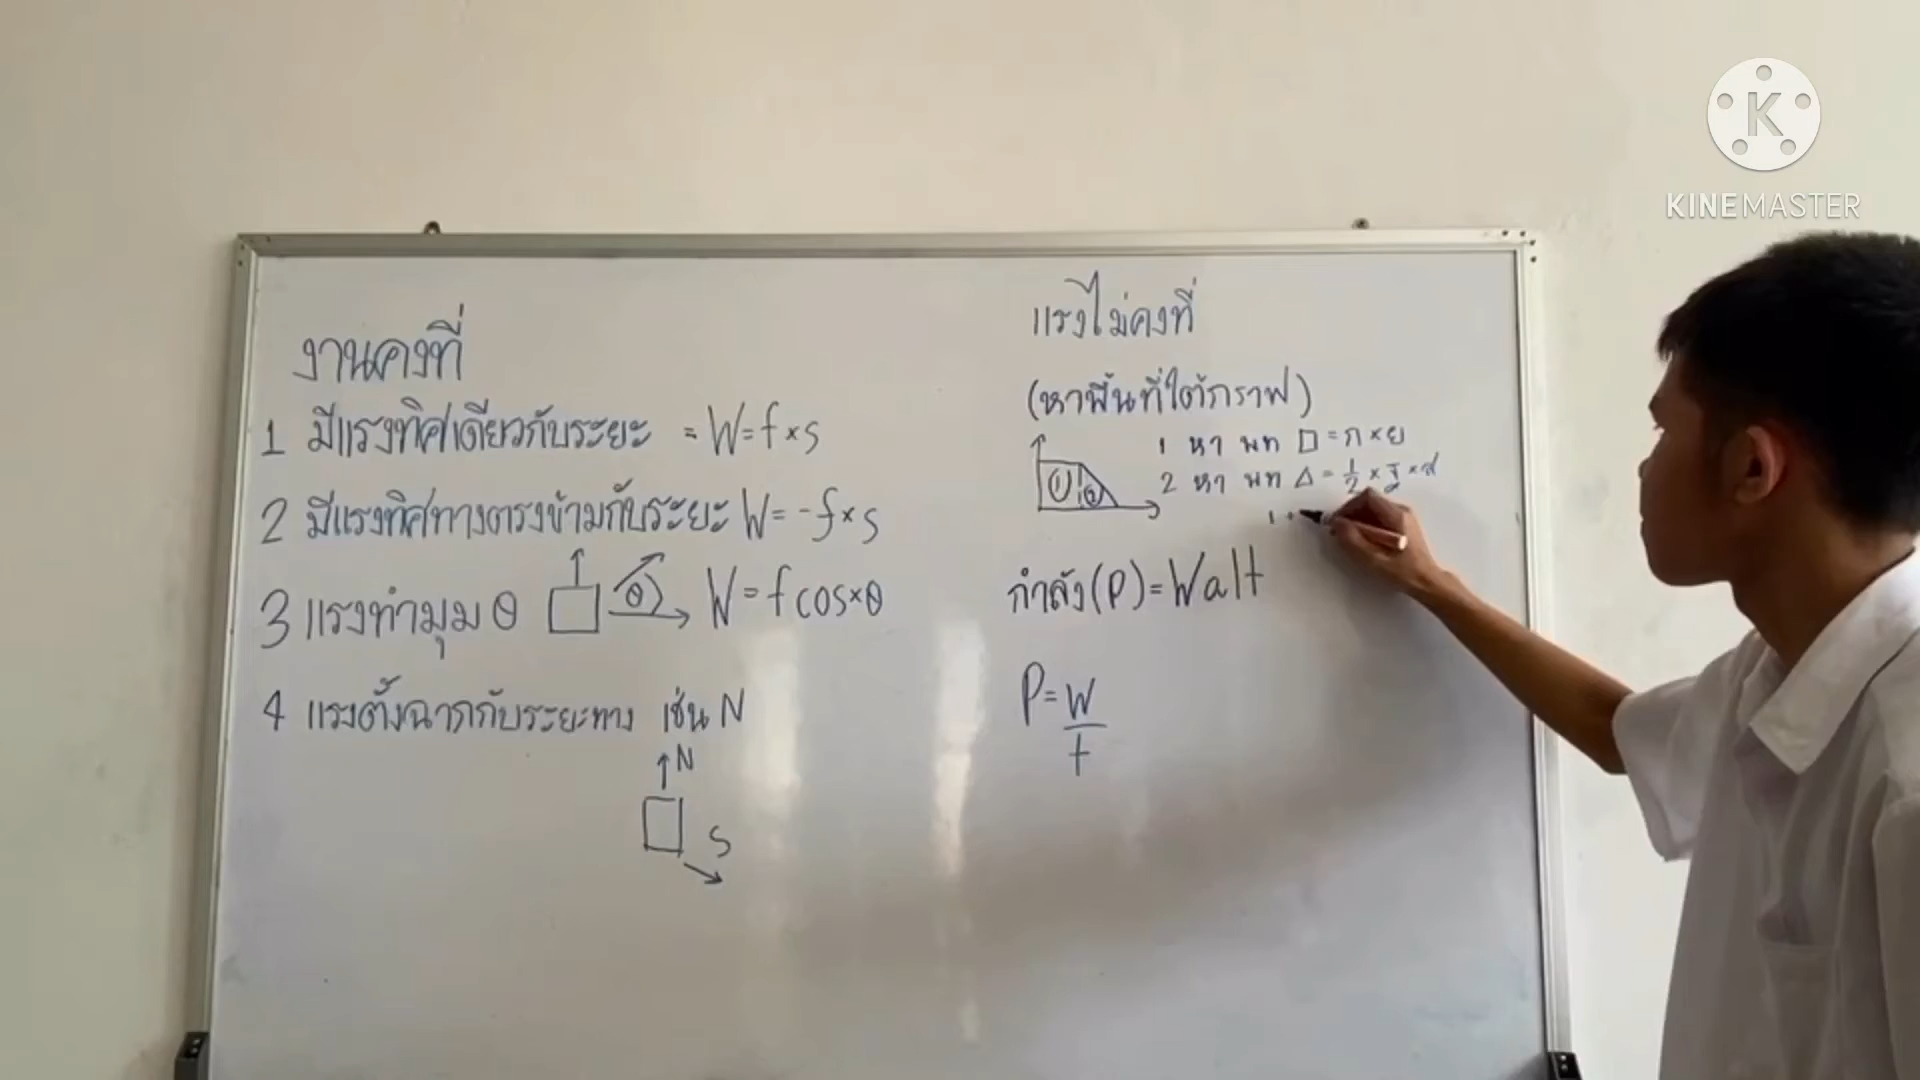 งานคงที่
1 มีแรงทิศเดียวกับระยะ = W=f×s
2 มีแรงทิศทางตรงข้ามกับระยะ W=-f×s
3 แรงทำมุม θ θ W=fcos×θ
4 แรงตั้งฉากกับระยะทาง เช่น N
N
S
แรงไม่คงที่
(หาพื้นที่ใต้กราฟ)
1 2
1 หา พท □=ก×ย
2 หา พท △=1/2×ฐ×ส
1 +
กำลัง(P)=Walt
P=W/t
K
KINEMASTER